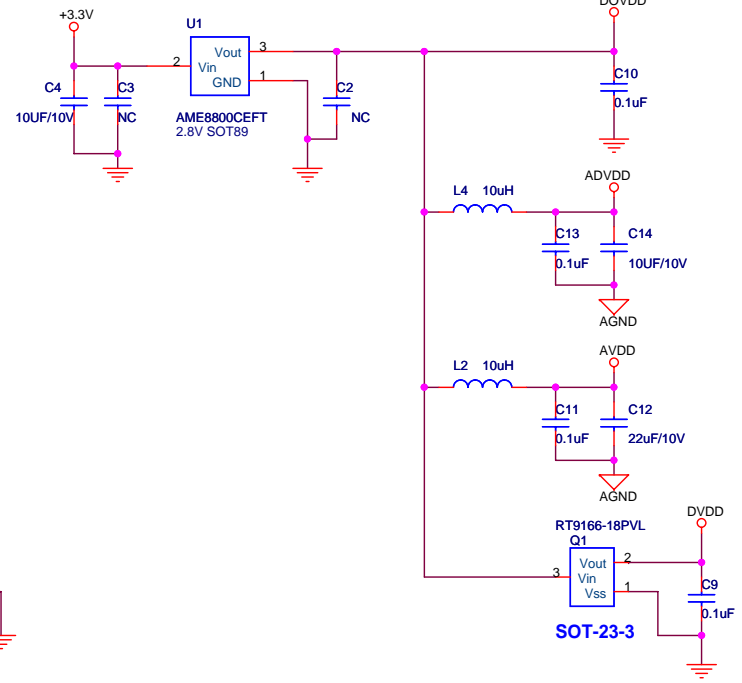 DOVDD
+3.3V
U1
2
Vin
Vout
GND
3
1
C4
10UF/10V
C3
NC
AME8800CEFT
2.8V SOT89
C2
NC
C10
0.1uF
ADVDD
L4 10uH
C13
0.1uF
C14
10UF/10V
AGND
AVDD
L2 10uH
C11
0.1uF
C12
22uF/10V
AGND
DVDD
RT9166-18PVL
Q1
3
Vout
Vin
Vss
2
1
C9
0.1uF
SOT-23-3